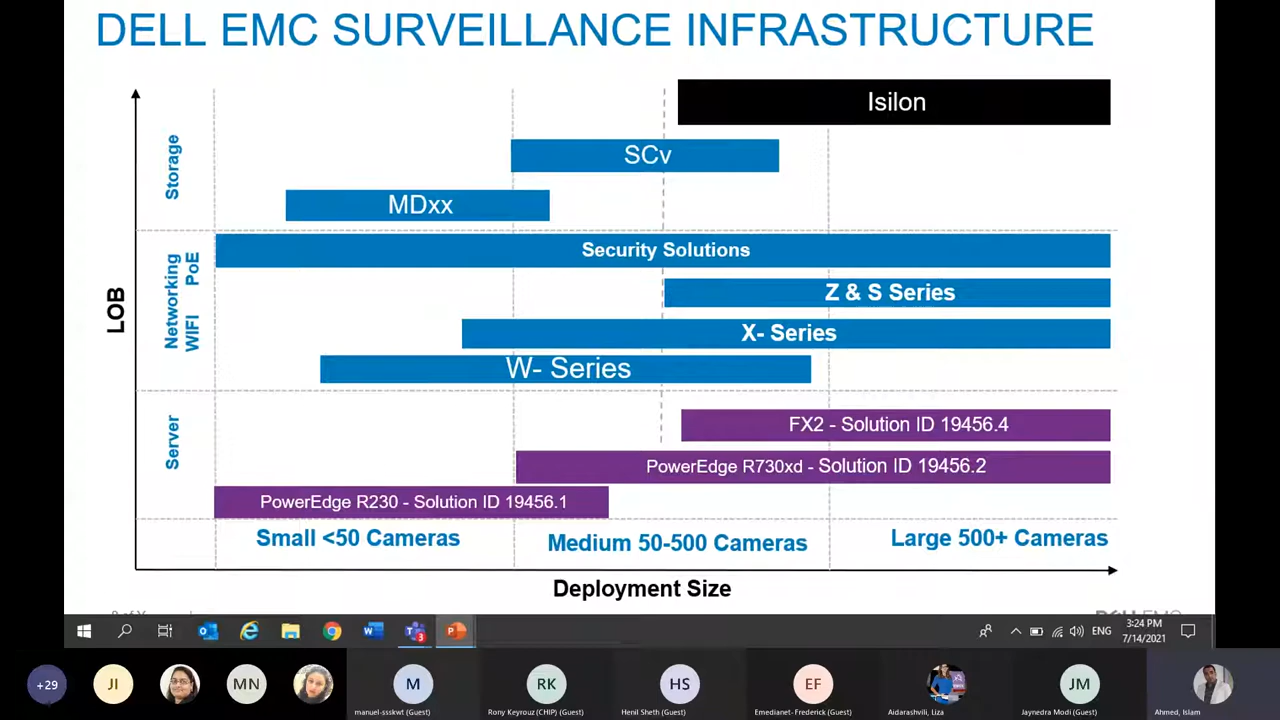 DELL EMC SURVEILLANCE INFRASTRUCTURE
Isilon
SCv
MDxx
Storage
Security Solutions
Z & S Series
X- Series
W- Series
Networking
PoE
WIFI
LOB
FX2 - Solution ID 19456.4
PowerEdge R730xd - Solution ID 19456.2
PowerEdge R230 - Solution ID 19456.1
Server
Small <50 Cameras
Medium 50-500 Cameras
Large 500+ Cameras
Deployment Size
3
ENG
3:24 PM
7/14/2021
+29
JI
MN
M
RK
HS
EF
JM
manuel-ssskwt (Guest)
Rony Keyrouz (CHIP) (Guest)
Henil Sheth (Guest)
Emedianet- Frederick (Guest)
Aidarashvili, Liza
Jaynedra Modi (Guest)
Ahmed, Islam